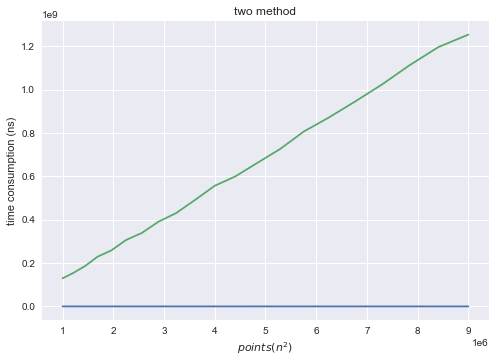 two method
1e9
1.2
1.0
0.8
0.6
0.4
0.2
0.0
time consumption (ns)
1 2 3 4 5 6 7 8 9
1e6
points(n²)